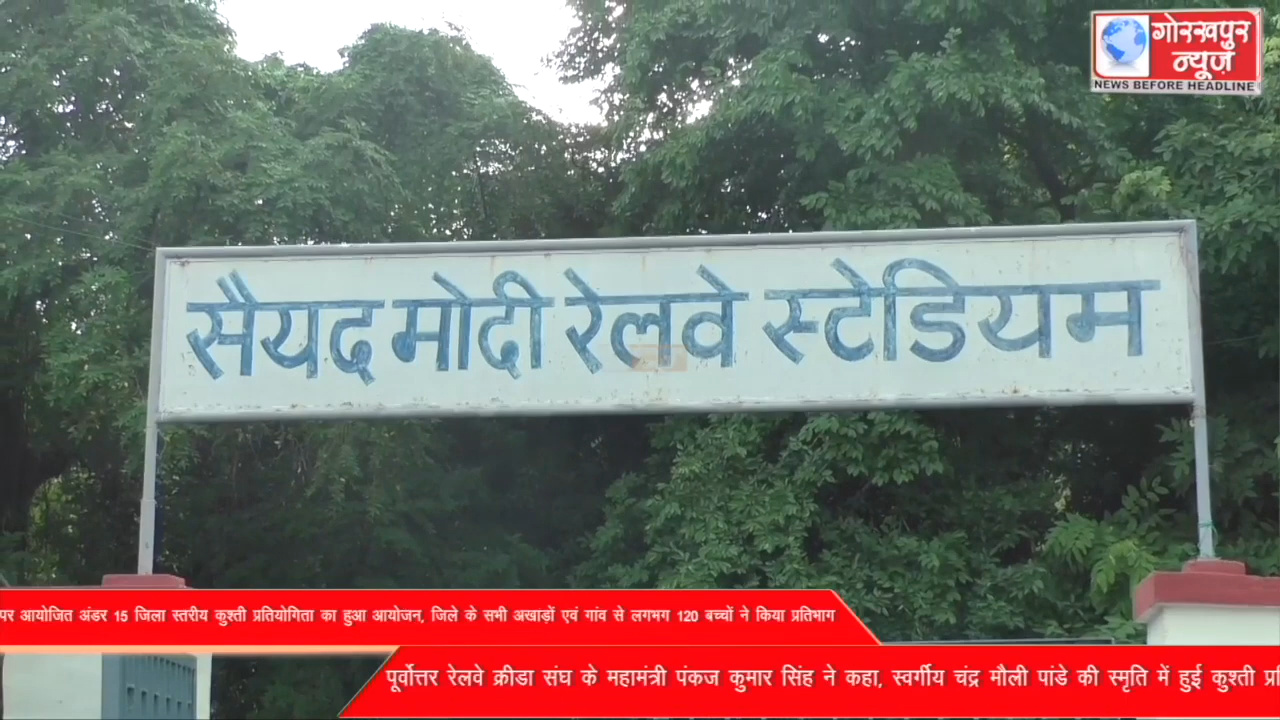 गोरखपुर
न्यूज़
NEWS BEFORE HEADLINE
सैयद मोदी रेलवे स्टेडियम
पर आयोजित अंडर 15 जिला स्तरीय कुश्ती प्रतियोगिता का हुआ आयोजन, जिले के सभी अखाड़ों एवं गांव से लगभग 120 बच्चों ने किया प्रतिभाग
पूर्वोत्तर रेलवे क्रीडा संघ के महामंत्री पंकज कुमार सिंह ने कहा, स्वर्गीय चंद्र मौली पांडे की स्मृति में हुई कुश्ती